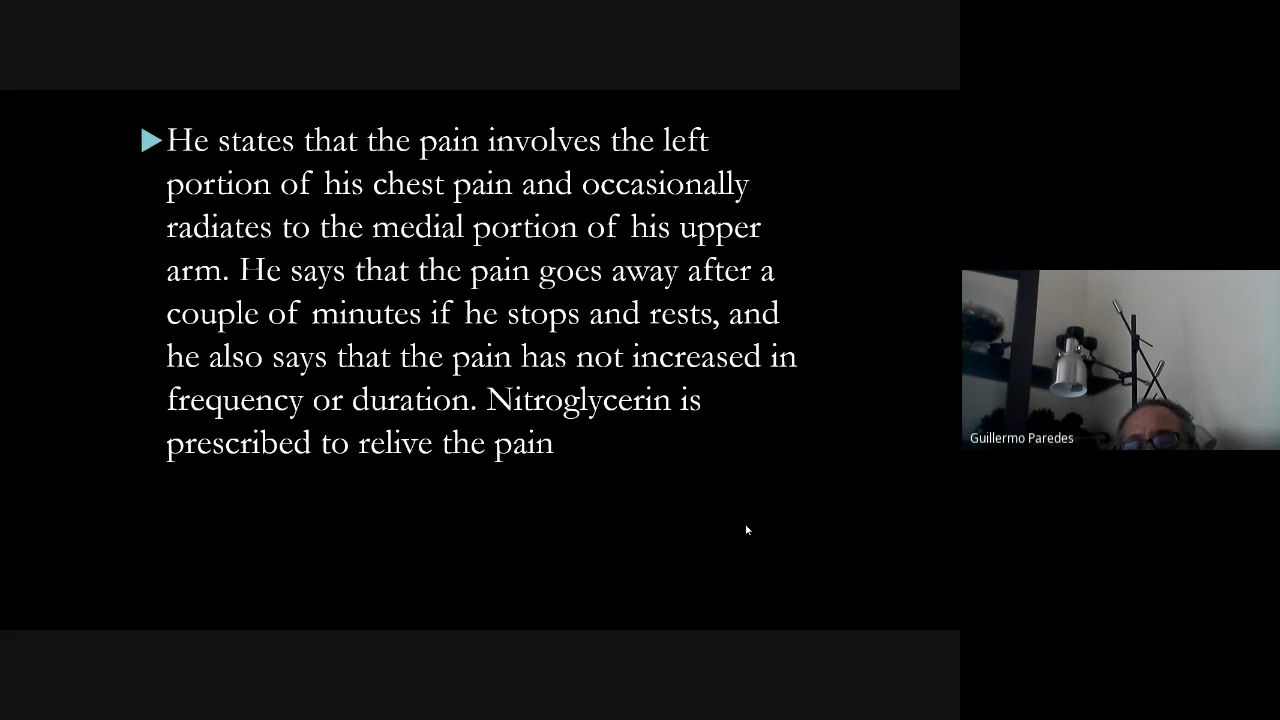 He states that the pain involves the left
portion of his chest pain and occasionally
radiates to the medial portion of his upper
arm. He says that the pain goes away after a
couple of minutes if he stops and rests, and
he also says that the pain has not increased in
frequency or duration. Nitroglycerin is
prescribed to relive the pain
Guillermo Paredes